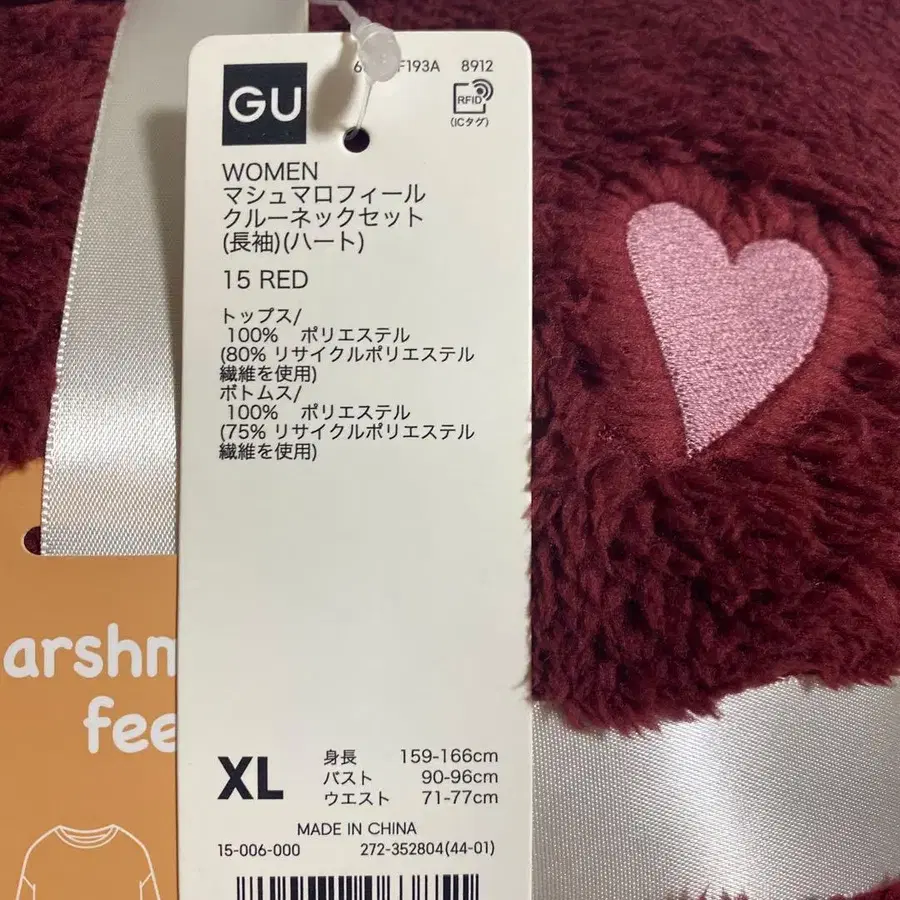 GU
F193A 8912
RFID
(ICタグ)
WOMEN
マシュマロフィール
クルーネックセット
(長袖)(ハート)
15 RED
トップス/
100% ポリエステル
(80% リサイクルポリエステル
繊維を使用)
ボトムス/
100% ポリエステル
(75% リサイクルポリエステル
繊維を使用)
arshm
fee
XL
身長 159-166cm
バスト 90-96cm
ウエスト 71-77cm
MADE IN CHINA
15-006-000 272-352804(44-01)